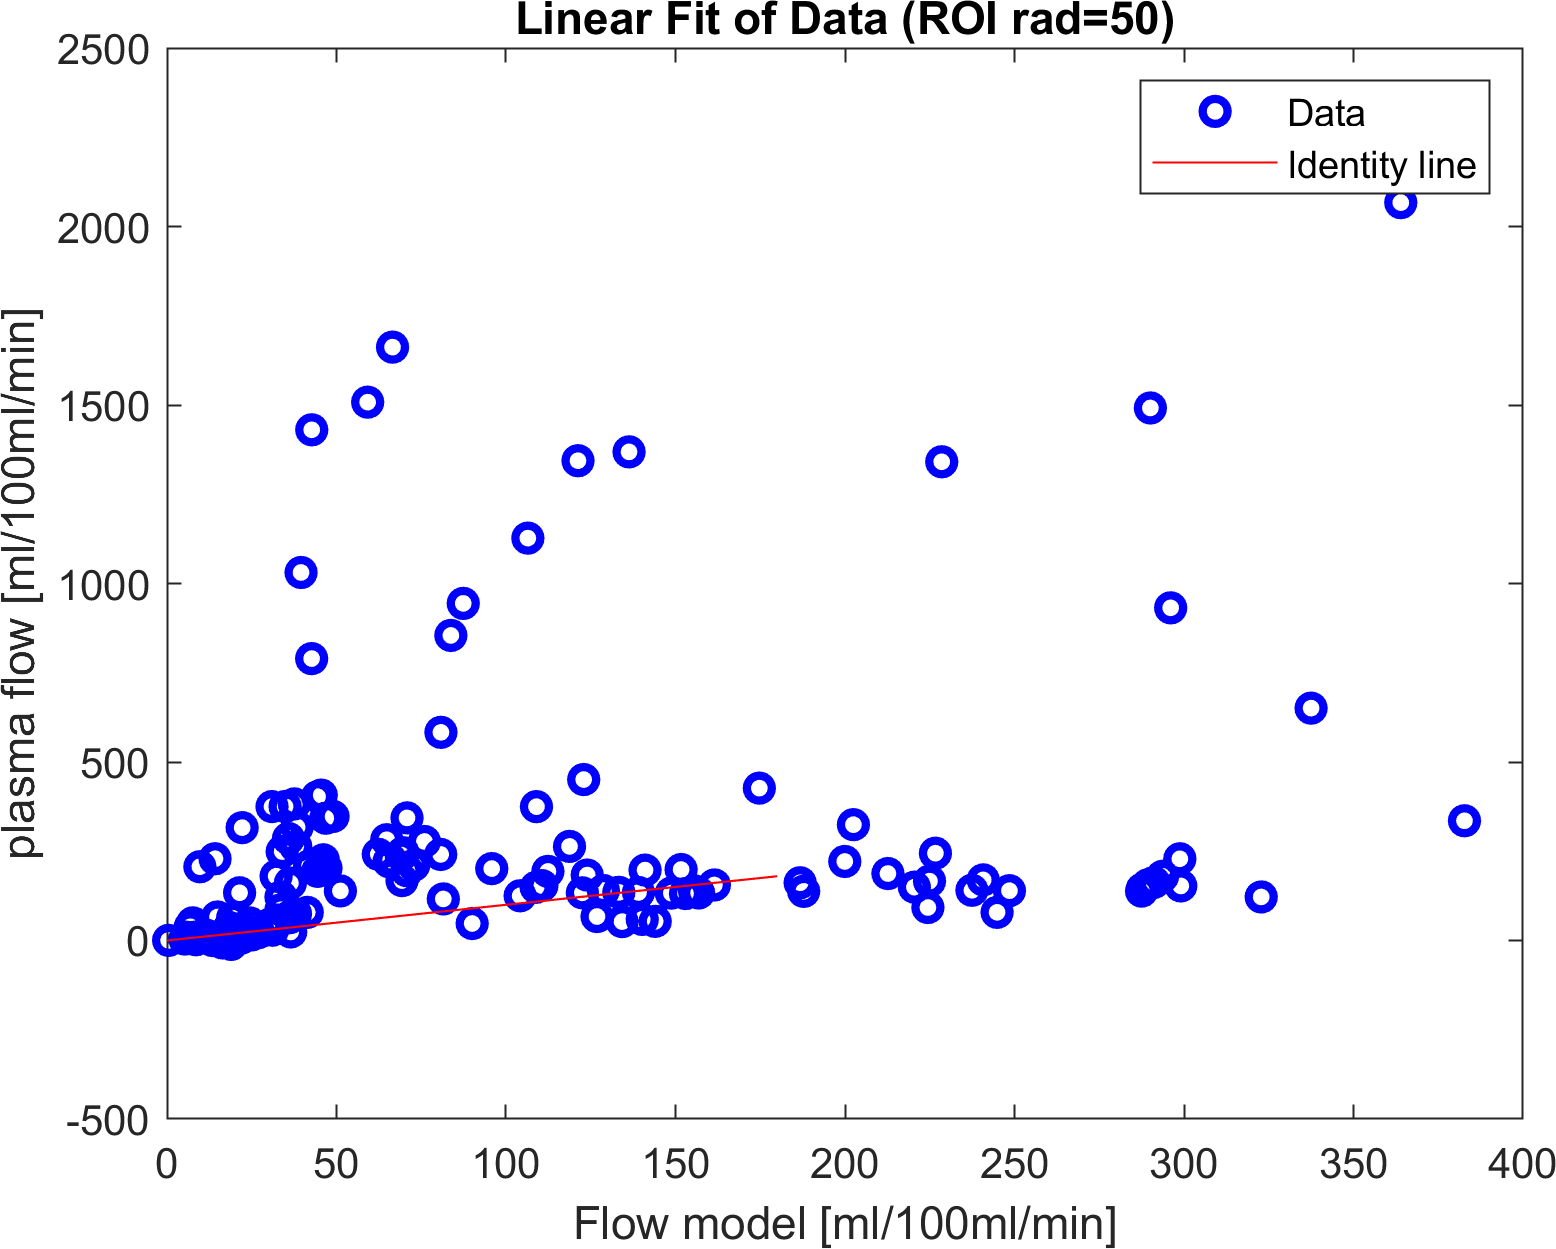 Linear Fit of Data (ROI rad=50)
2500
2000
1500
1000
500
0
-500
plasma flow [ml/100ml/min]
Data
Identity line
0 50 100 150 200 250 300 350 400
Flow model [ml/100ml/min]